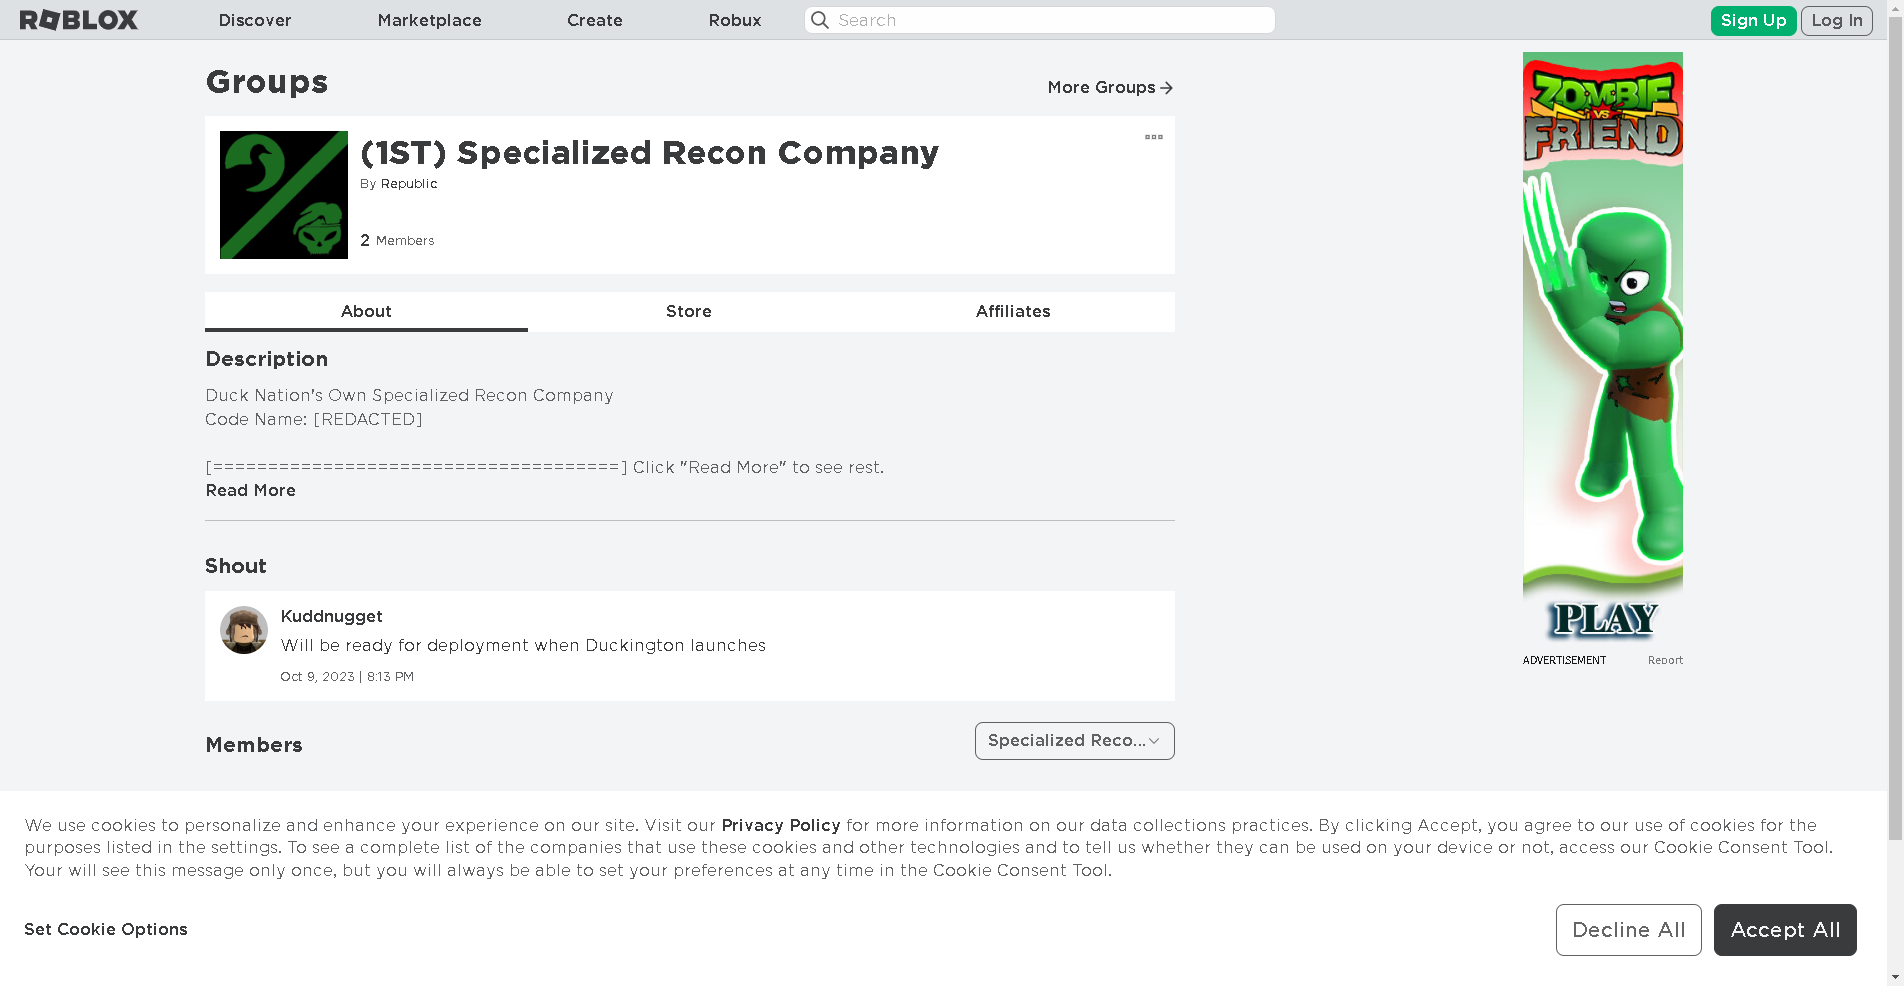 ROBLOX Discover Marketplace Create Robux Search Sign Up Log In
Groups
More Groups
(1ST) Specialized Recon Company
By Republic
2 Members
About Store Affiliates
Description
Duck Nation's Own Specialized Recon Company
Code Name: [REDACTED]
[=====================================] Click "Read More" to see rest.
Read More
Shout
Kuddnugget
Will be ready for deployment when Duckington launches
Oct 9, 2023 | 8:13 PM
Members
Specialized Reco...
ZOMBIE
VS
FRIEND
PLAY
ADVERTISEMENT Report
We use cookies to personalize and enhance your experience on our site. Visit our Privacy Policy for more information on our data collections practices. By clicking Accept, you agree to our use of cookies for the
purposes listed in the settings. To see a complete list of the companies that use these cookies and other technologies and to tell us whether they can be used on your device or not, access our Cookie Consent Tool.
Your will see this message only once, but you will always be able to set your preferences at any time in the Cookie Consent Tool.
Set Cookie Options
Decline All
Accept All